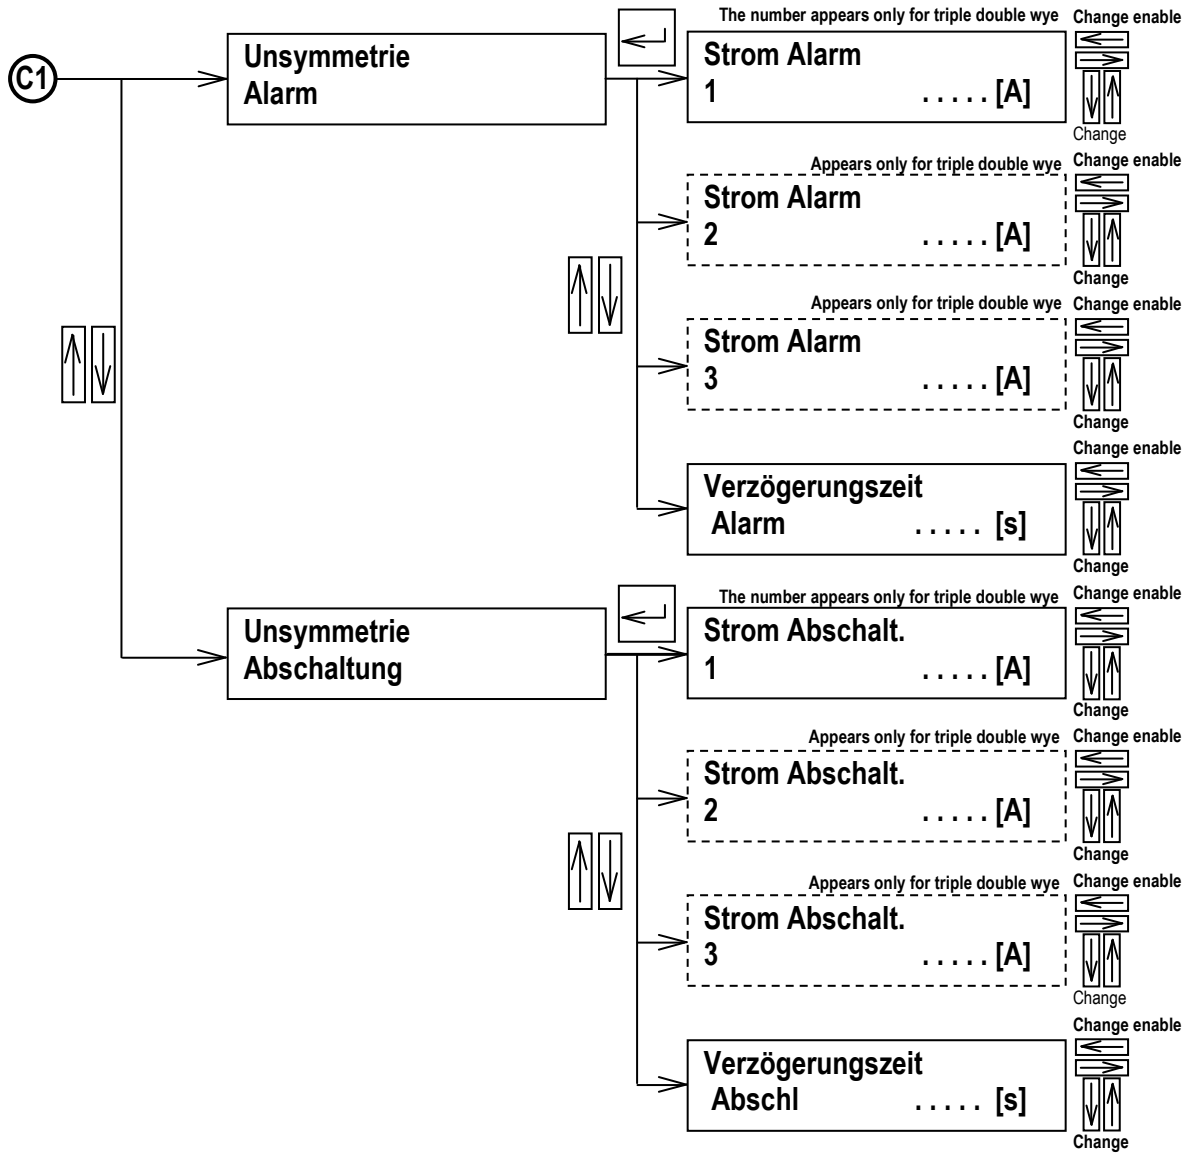 C1
Unsymmetrie
Alarm
The number appears only for triple double wye
Change enable
Strom Alarm
1 . . . . . [A]
Change
Appears only for triple double wye
Change enable
Strom Alarm
2 . . . . . [A]
Change
Appears only for triple double wye
Change enable
Strom Alarm
3 . . . . . [A]
Change
Change enable
Verzögerungszeit
Alarm . . . . . [s]
Change
Unsymmetrie
Abschaltung
The number appears only for triple double wye
Change enable
Strom Abschalt.
1 . . . . . [A]
Change
Appears only for triple double wye
Change enable
Strom Abschalt.
2 . . . . . [A]
Change
Appears only for triple double wye
Change enable
Strom Abschalt.
3 . . . . . [A]
Change
Change enable
Verzögerungszeit
Abschl . . . . . [s]
Change